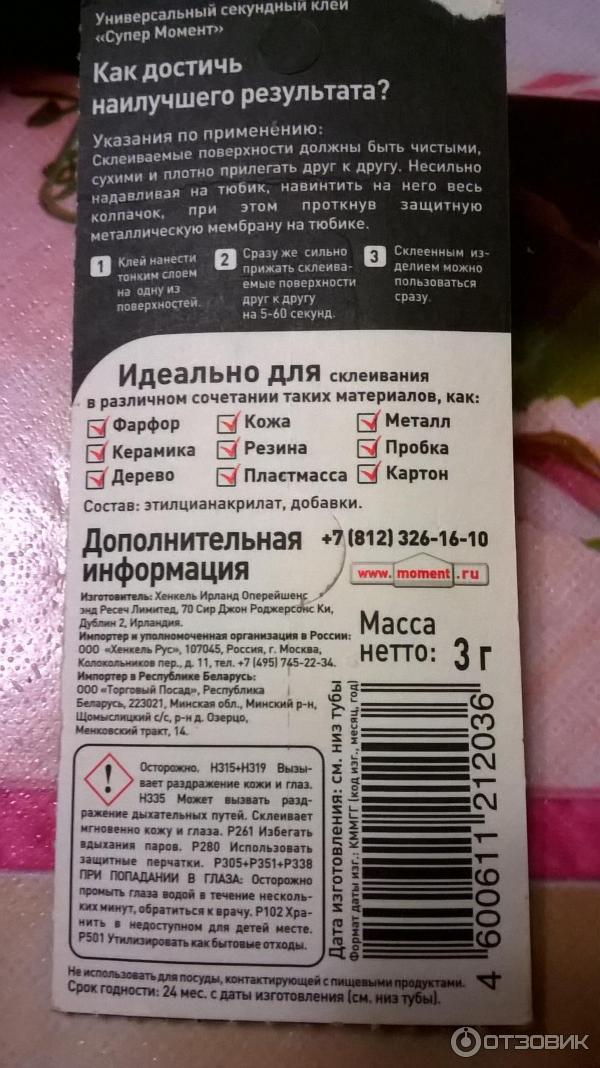 Универсальный секундный клей
«Супер Момент»
Как достичь
наилучшего результата?
Указания по применению:
Склеиваемые поверхности должны быть чистыми,
сухими и плотно прилегать друг к другу. Несильно
надавливая на тюбик, навинтить на него весь
колпачок, при этом проткнув защитную
металлическую мембрану на тюбике.
1 Клей нанести
тонким слоем
на одну из
поверхностей.
2 Сразу же сильно
прижать склеива-
емые поверхности
друг к другу
на 5-60 секунд.
3 Склеенным из-
делием можно
пользоваться
сразу.
Идеально для склеивания
в различном сочетании таких материалов, как:
Фарфор Кожа Металл
Керамика Резина Пробка
Дерево Пластмасса Картон
Состав: этилцианакрилат, добавки.
Дополнительная
информация
+7 (812) 326-16-10
www.moment.ru
Изготовитель: Хенкель Ирланд Оперейшенс
энд Ресеч Лимитед, 70 Сир Джон Роджерсонс Ки,
Дублин 2, Ирландия.
Импортер и уполномоченная организация в России:
ООО «Хенкель Рус», 107045, Россия, г. Москва,
Колокольников пер., д. 11, тел. +7 (495) 745-22-34.
Импортер в Республике Беларусь:
ООО «Торговый Посад», Республика
Беларусь, 223021, Минская обл., Минский р-н,
Щомыслицкий с/с, р-н д. Озерцо,
Менковский тракт, 14.
Масса
нетто: 3 г
Осторожно. H315+H319 Вызы-
вает раздражение кожи и глаз.
H335 Может вызвать разд-
ражение дыхательных путей. Склеивает
мгновенно кожу и глаза. P261 Избегать
вдыхания паров. P280 Использовать
защитные перчатки. P305+P351+P338
ПРИ ПОПАДАНИИ В ГЛАЗА: Осторожно
промыть глаза водой в течение несколь-
ких минут, обратиться к врачу. P102 Хра-
нить в недоступном для детей месте.
P501 Утилизировать как бытовые отходы.
Дата изготовления: см. низ тубы
Формат даты изг.: КММГГ (код изг., месяц, год)
4 600611 212036
Не использовать для посуды, контактирующей с пищевыми продуктами.
Срок годности: 24 мес. с даты изготовления (см. низ тубы).
ОТЗОВИК